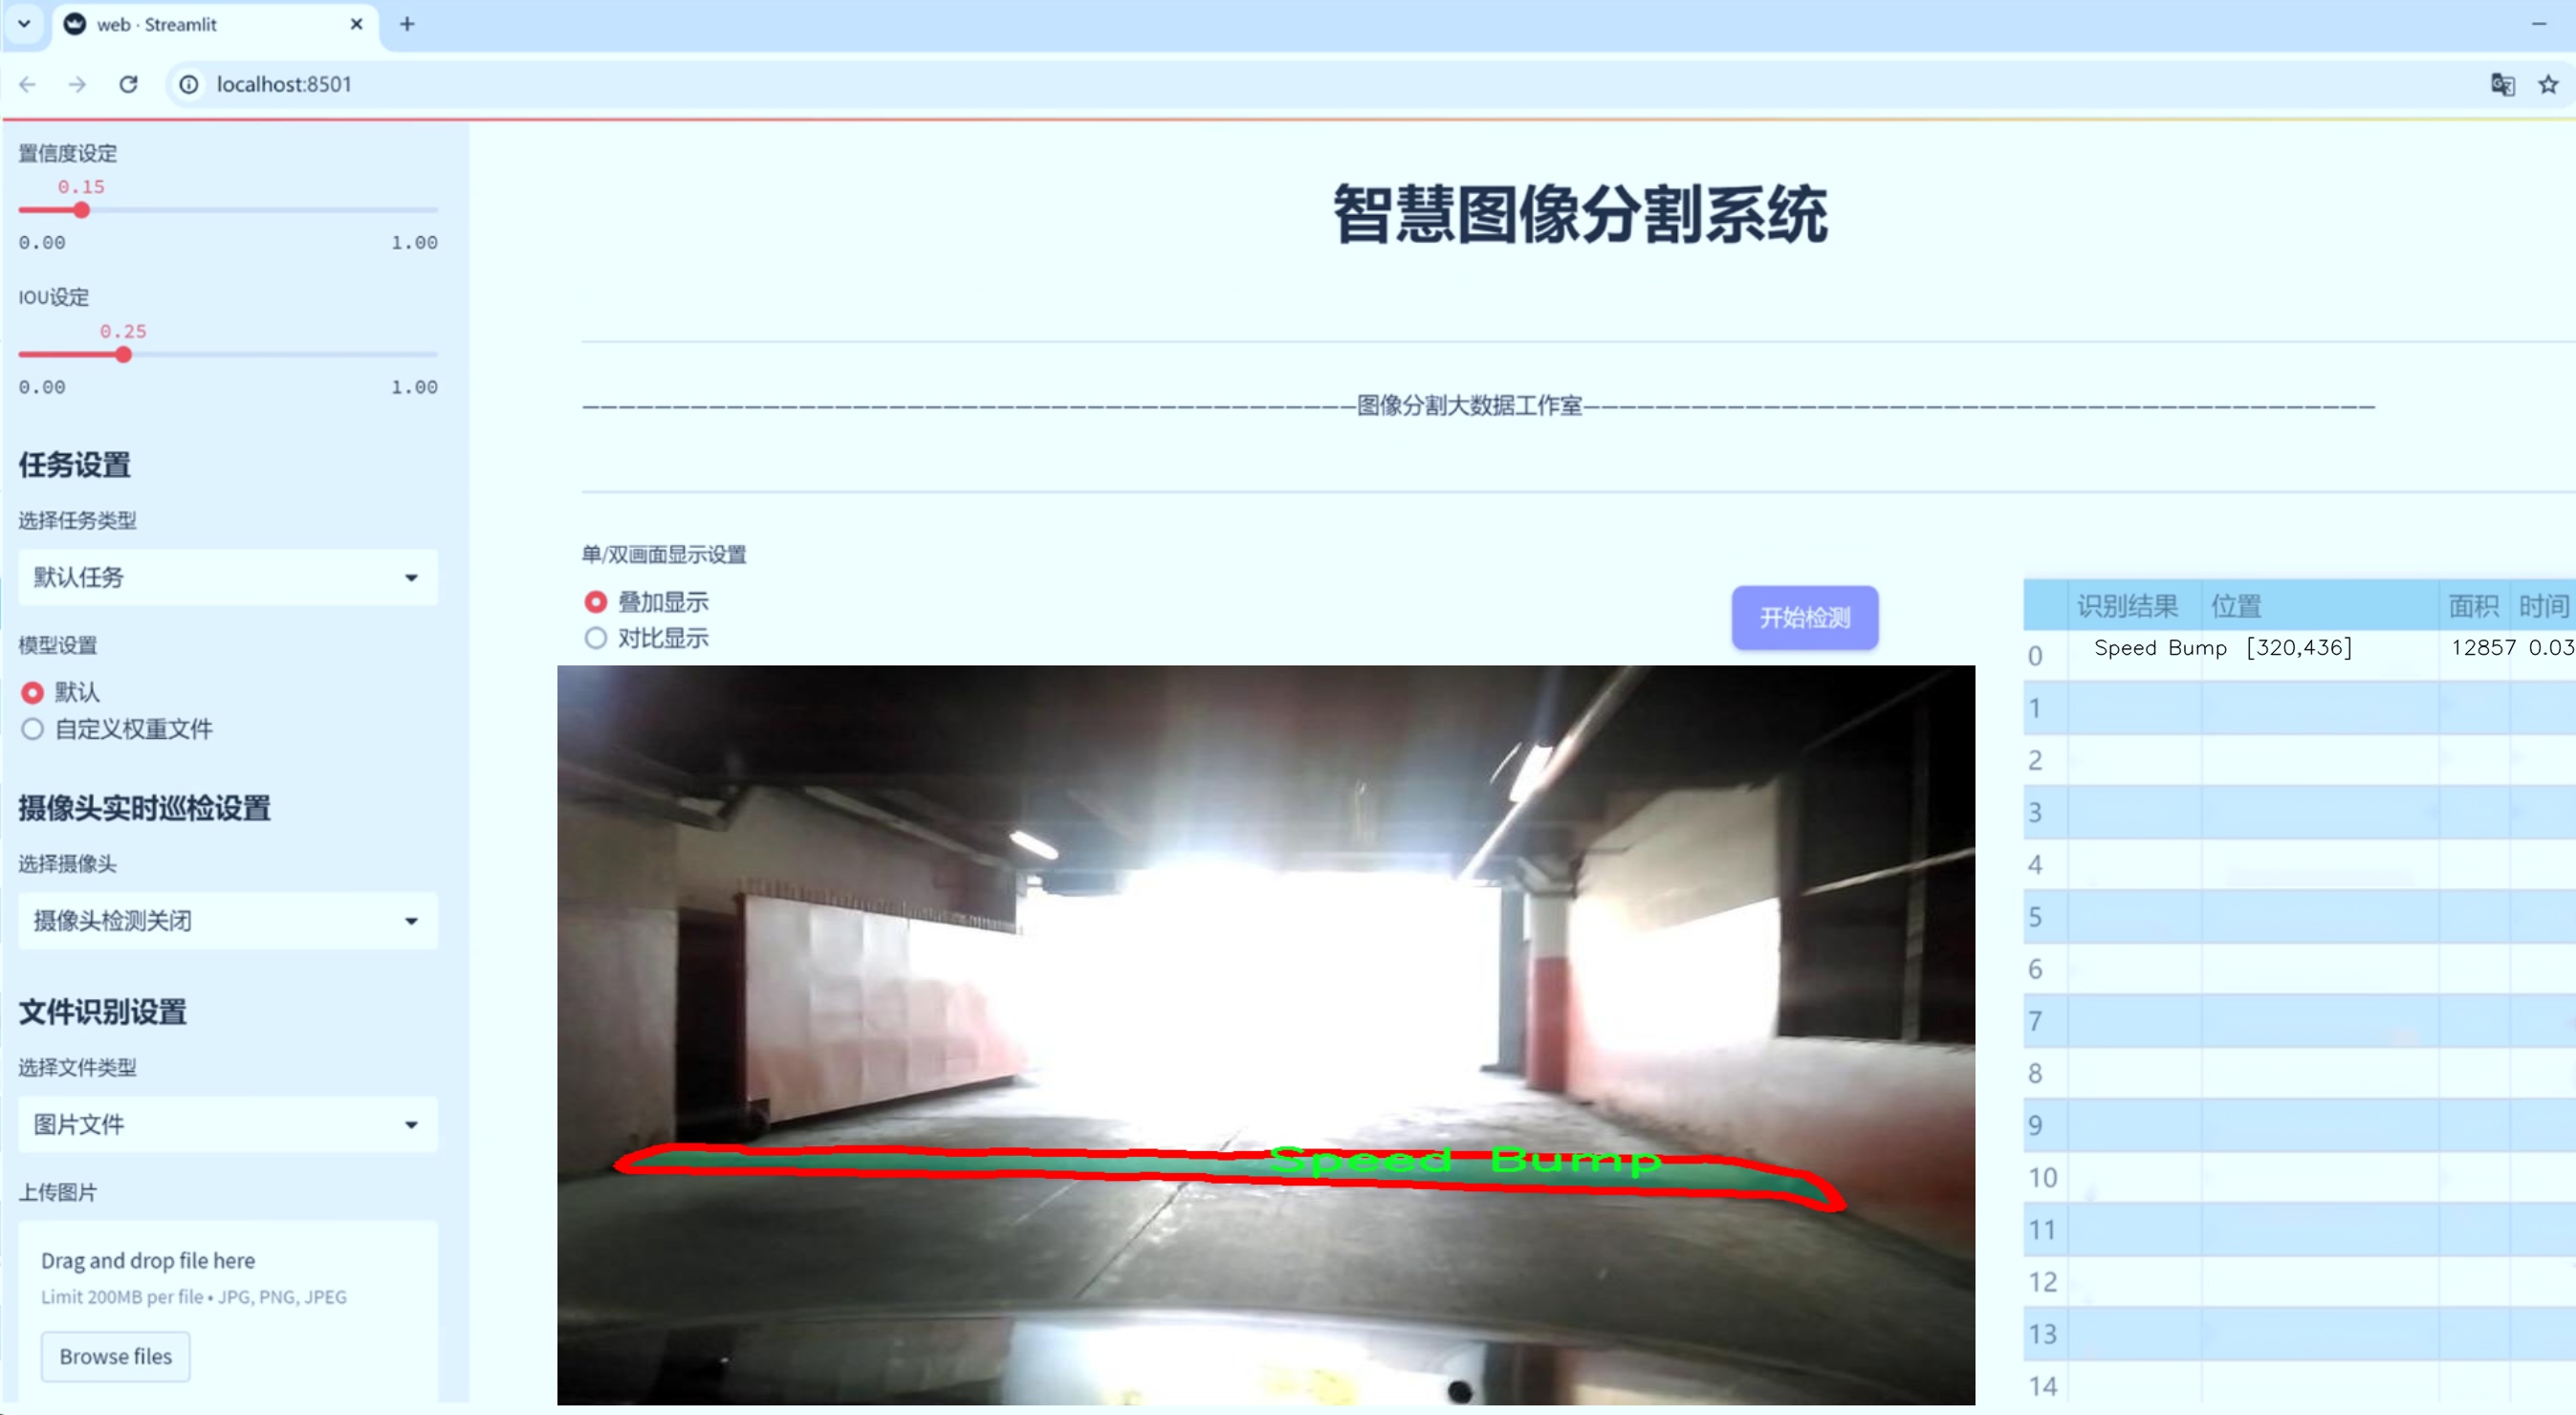 web · Streamlit
localhost:8501
置信度设定
0.15
0.00 1.00
IOU设定
0.25
0.00 1.00
任务设置
选择任务类型
默认任务
模型设置
默认
自定义权重文件
摄像头实时巡检设置
选择摄像头
摄像头检测关闭
文件识别设置
选择文件类型
图片文件
上传图片
Drag and drop file here
Limit 200MB per file • JPG, PNG, JPEG
Browse files
智慧图像分割系统
图像分割大数据工作室
单/双画面显示设置
叠加显示
对比显示
开始检测
Speed Bump
识别结果 位置 面积 时间
0 Speed Bump [320,436] 12857 0.03
1
2
3
4
5
6
7
8
9
10
11
12
13
14